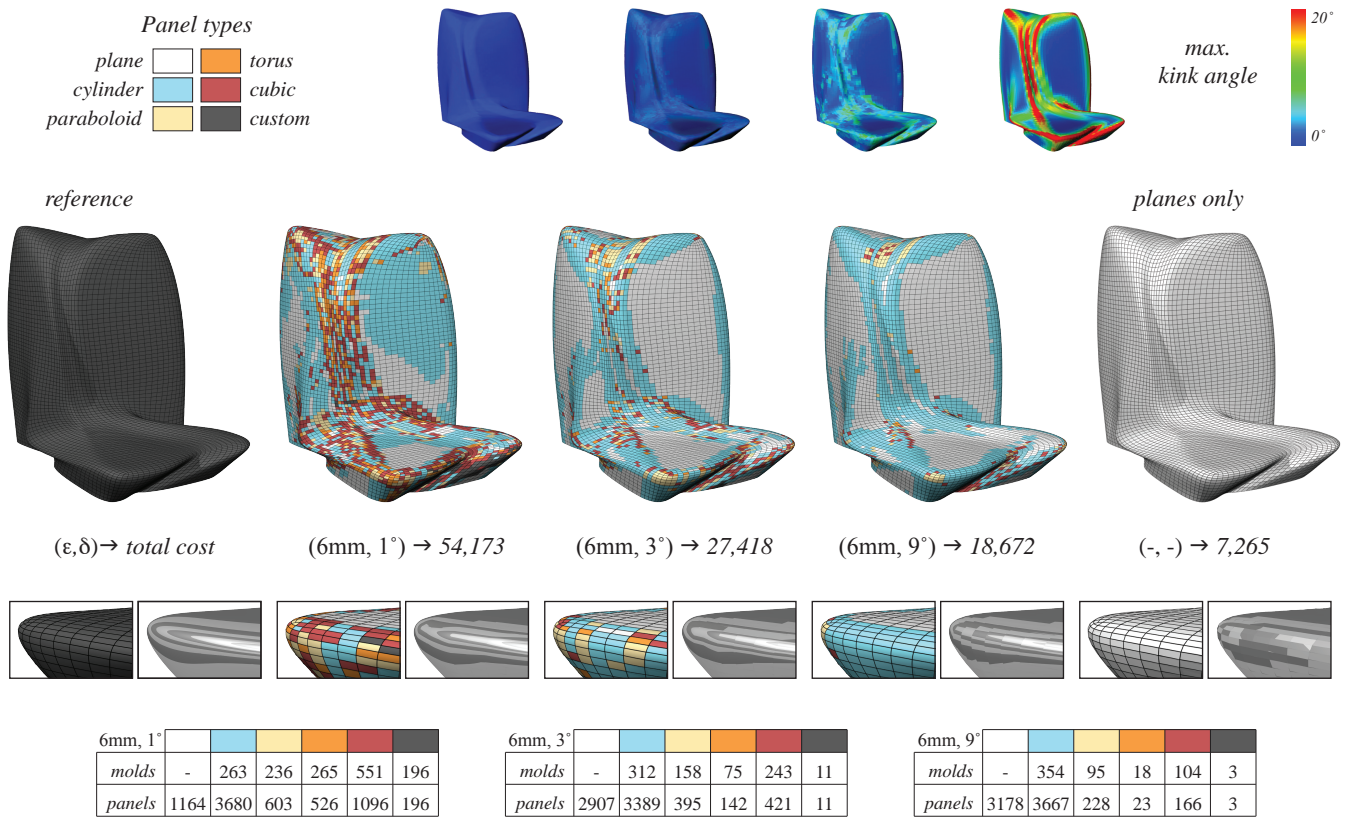 Panel types
plane
torus
cylinder
cubic
paraboloid
custom
max.
kink angle
20°
0°
reference
planes only
(ε,δ)→ total cost
(6mm, 1°) → 54,173
(6mm, 3°) → 27,418
(6mm, 9°) → 18,672
(-, -) → 7,265
6mm, 1°
molds - 263 236 265 551 196
panels 1164 3680 603 526 1096 196
6mm, 3°
molds - 312 158 75 243 11
panels 2907 3389 395 142 421 11
6mm, 9°
molds - 354 95 18 104 3
panels 3178 3667 228 23 166 3